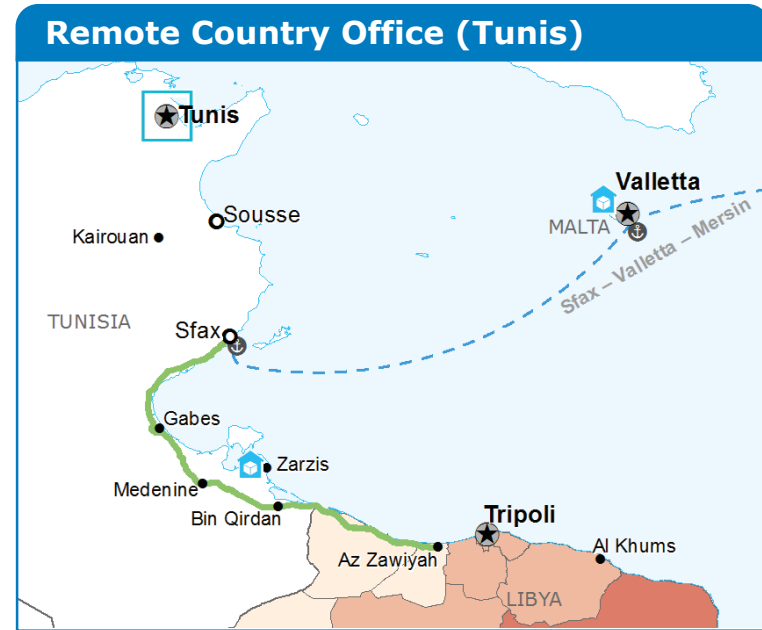 Remote Country Office (Tunis)
Tunis
Valletta
Sousse
MALTA
Kairouan
Sfax – Valletta – Mersin
TUNISIA
Sfax
Gabes
Zarzis
Medenine
Bin Qirdan
Tripoli
Az Zawiyah
Al Khums
LIBYA